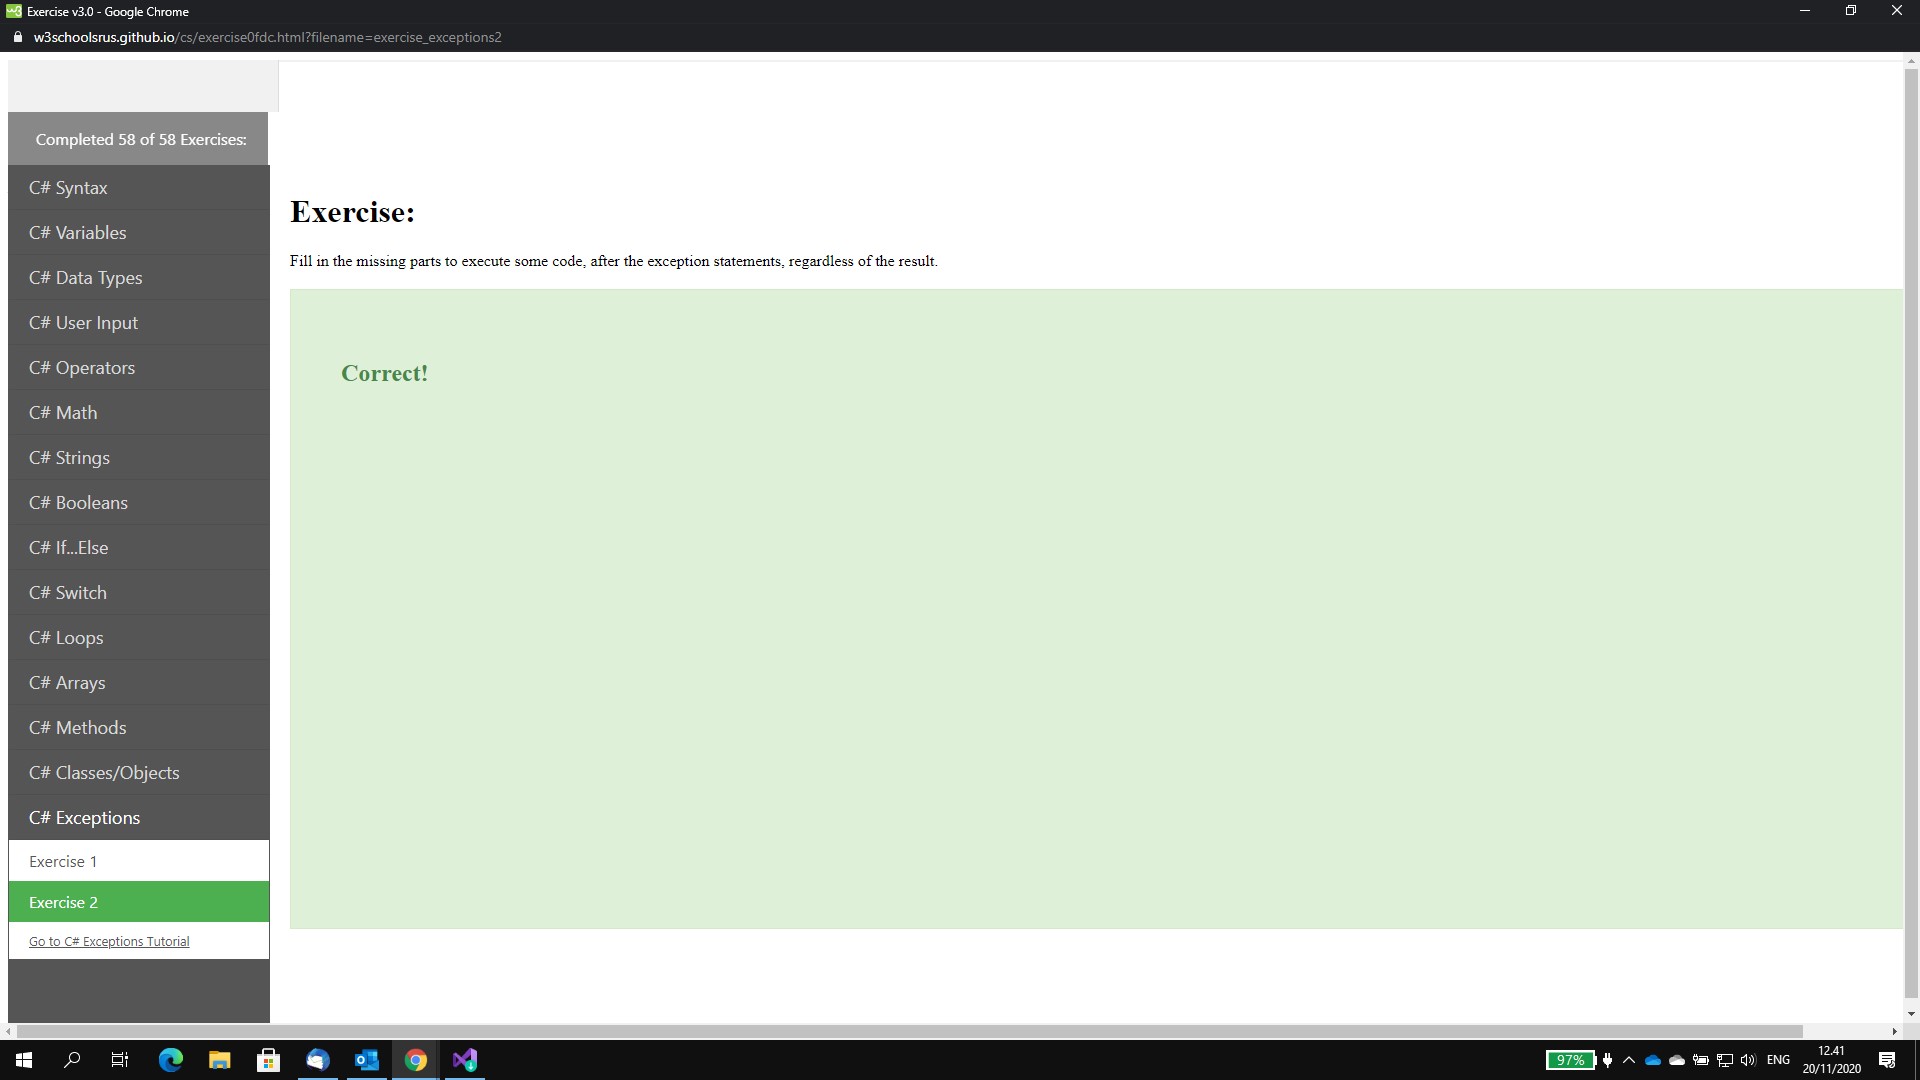 Exercise v3.0 - Google Chrome
w3schoolsrus.github.io/cs/exercise0fdc.html?filename=exercise_exceptions2
Completed 58 of 58 Exercises:
C# Syntax
C# Variables
C# Data Types
C# User Input
C# Operators
C# Math
C# Strings
C# Booleans
C# If...Else
C# Switch
C# Loops
C# Arrays
C# Methods
C# Classes/Objects
C# Exceptions
Exercise 1
Exercise 2
Go to C# Exceptions Tutorial
Exercise:
Fill in the missing parts to execute some code, after the exception statements, regardless of the result.
Correct!
97%
ENG
12.41
20/11/2020